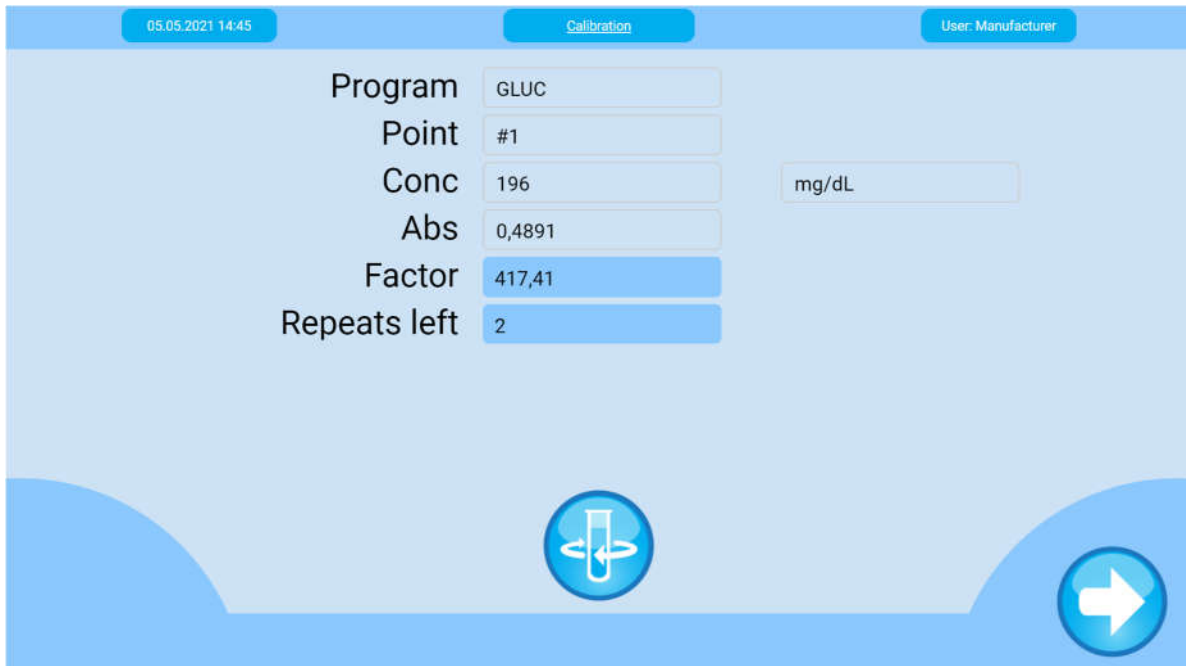 05.05.2021 14:45 Calibration User: Manufacturer
Program GLUC
Point #1
Conc 196 mg/dL
Abs 0,4891
Factor 417,41
Repeats left 2